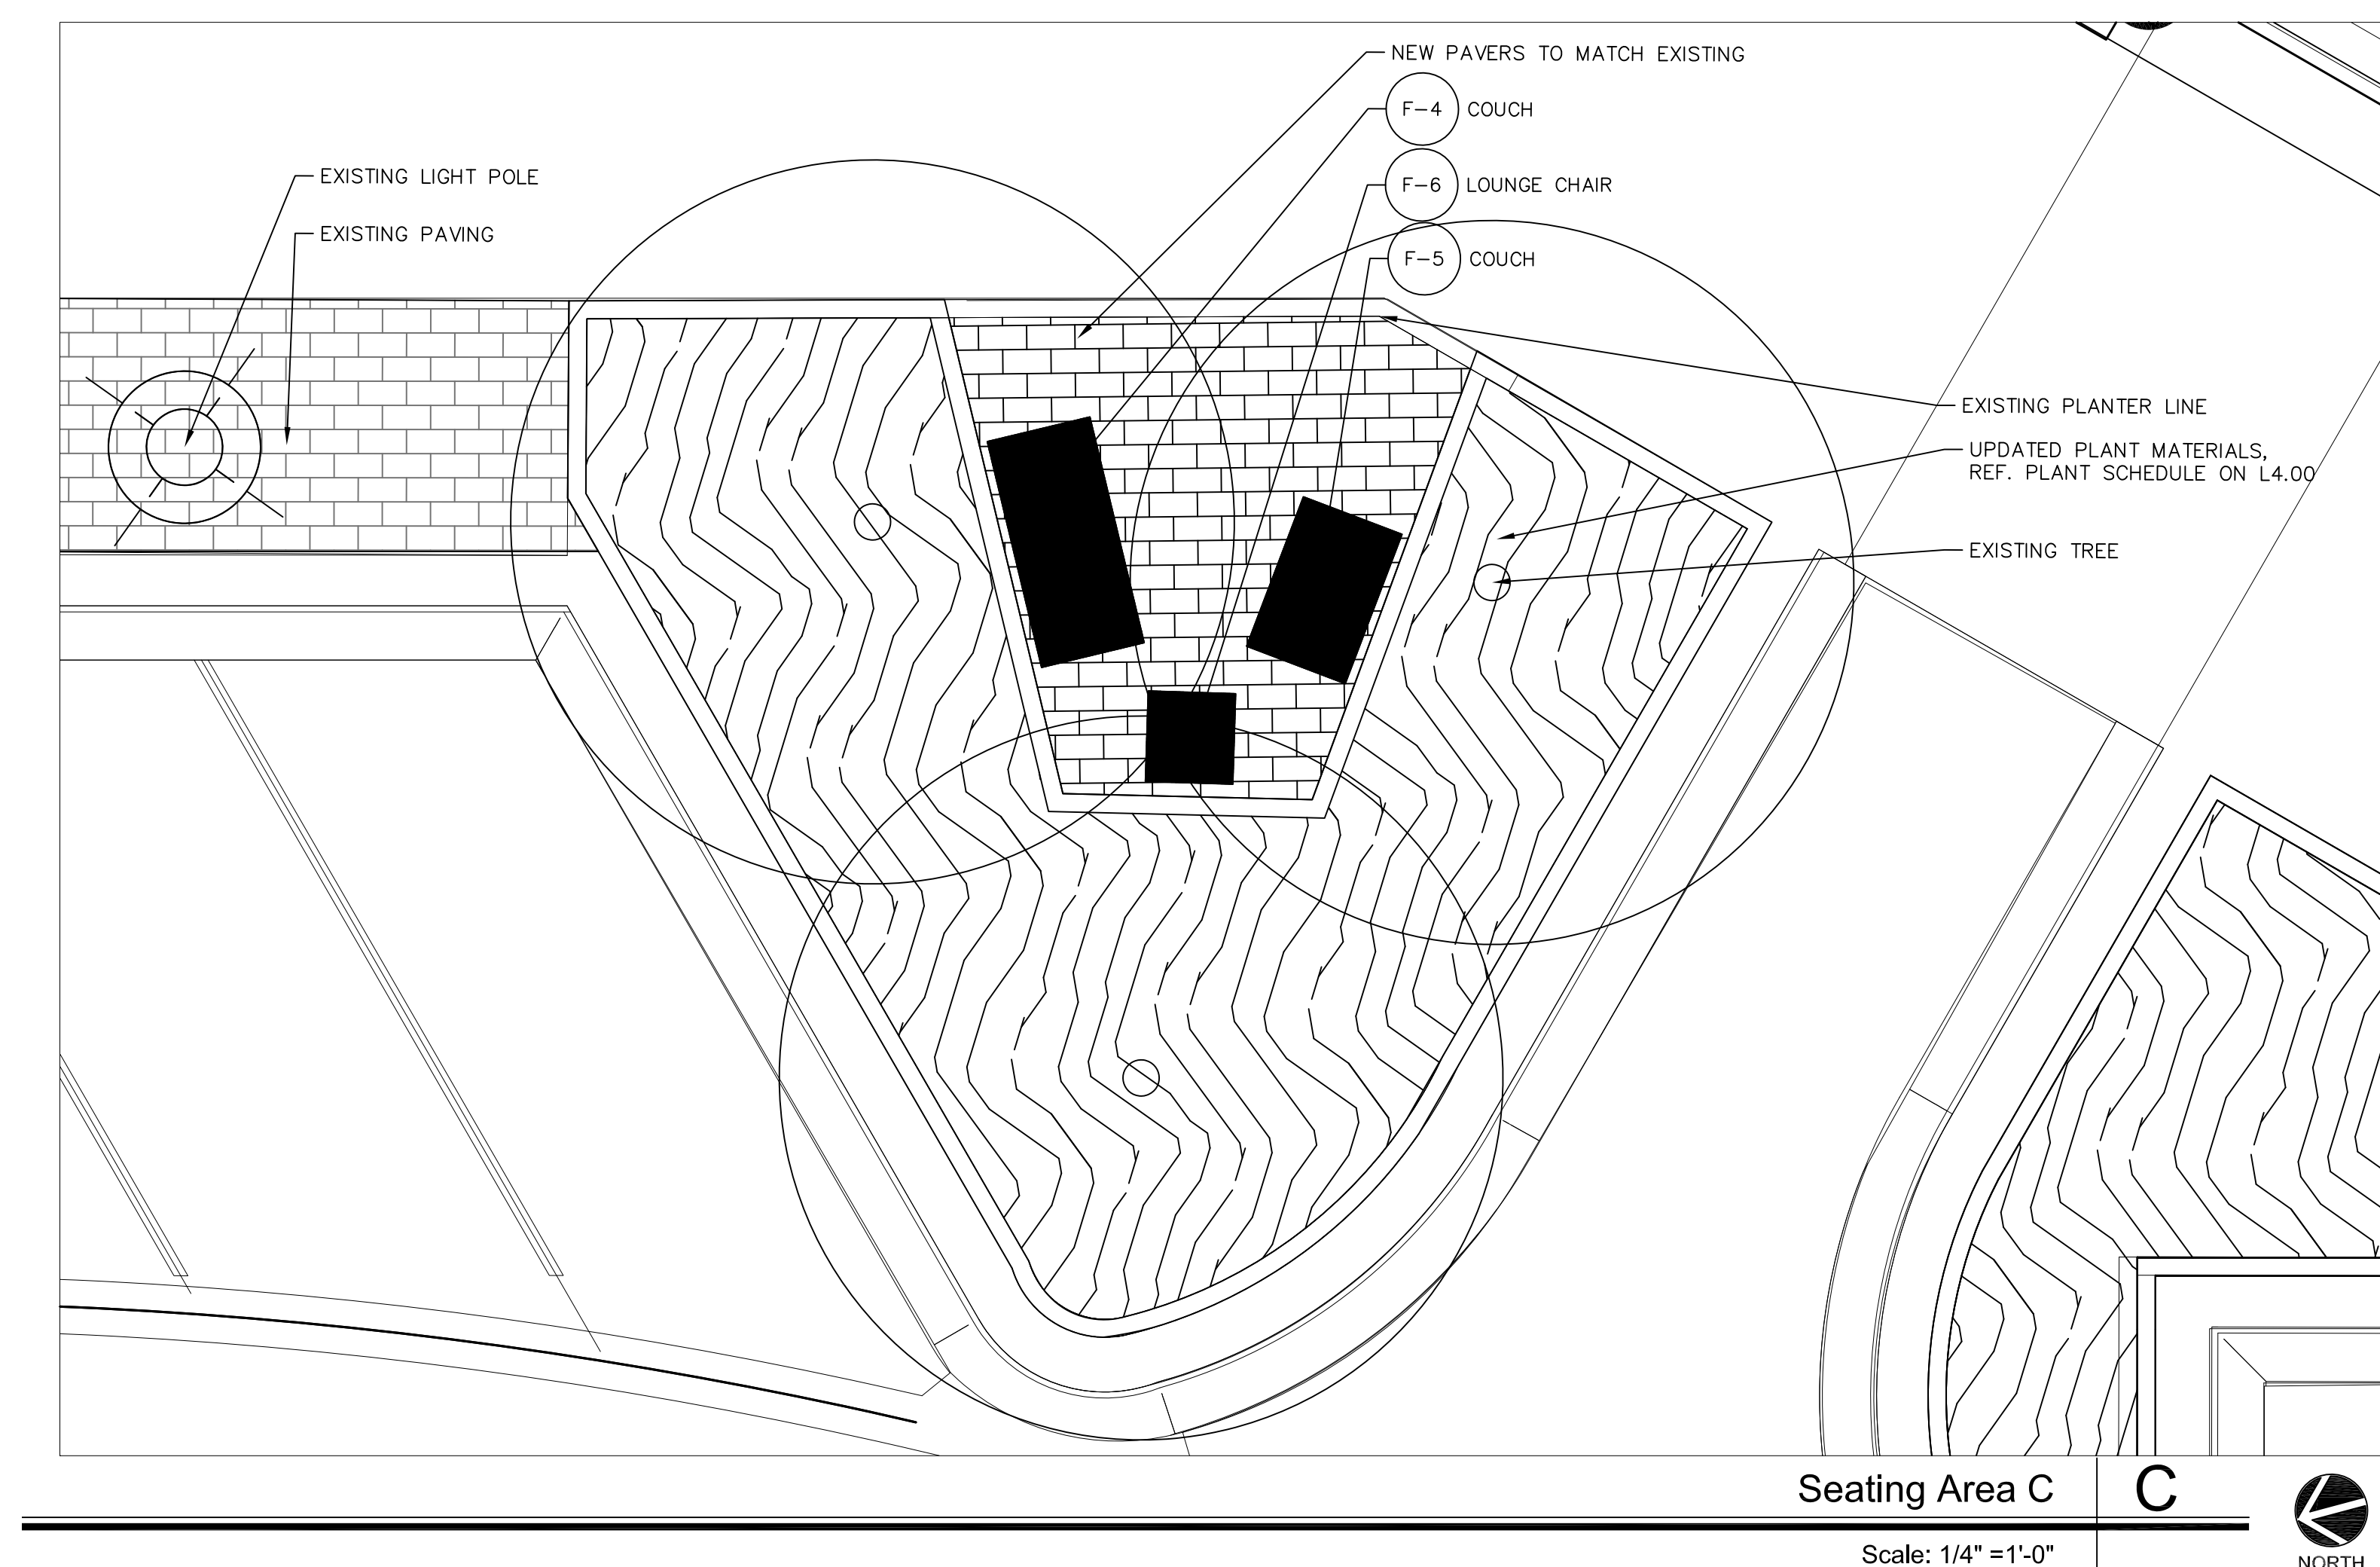 NEW PAVERS TO MATCH EXISTING
F-4 COUCH
F-6 LOUNGE CHAIR
F-5 COUCH
EXISTING LIGHT POLE
EXISTING PAVING
EXISTING PLANTER LINE
UPDATED PLANT MATERIALS,
REF. PLANT SCHEDULE ON L4.00
EXISTING TREE
Seating Area C
C
Scale: 1/4" =1'-0"
NORTH